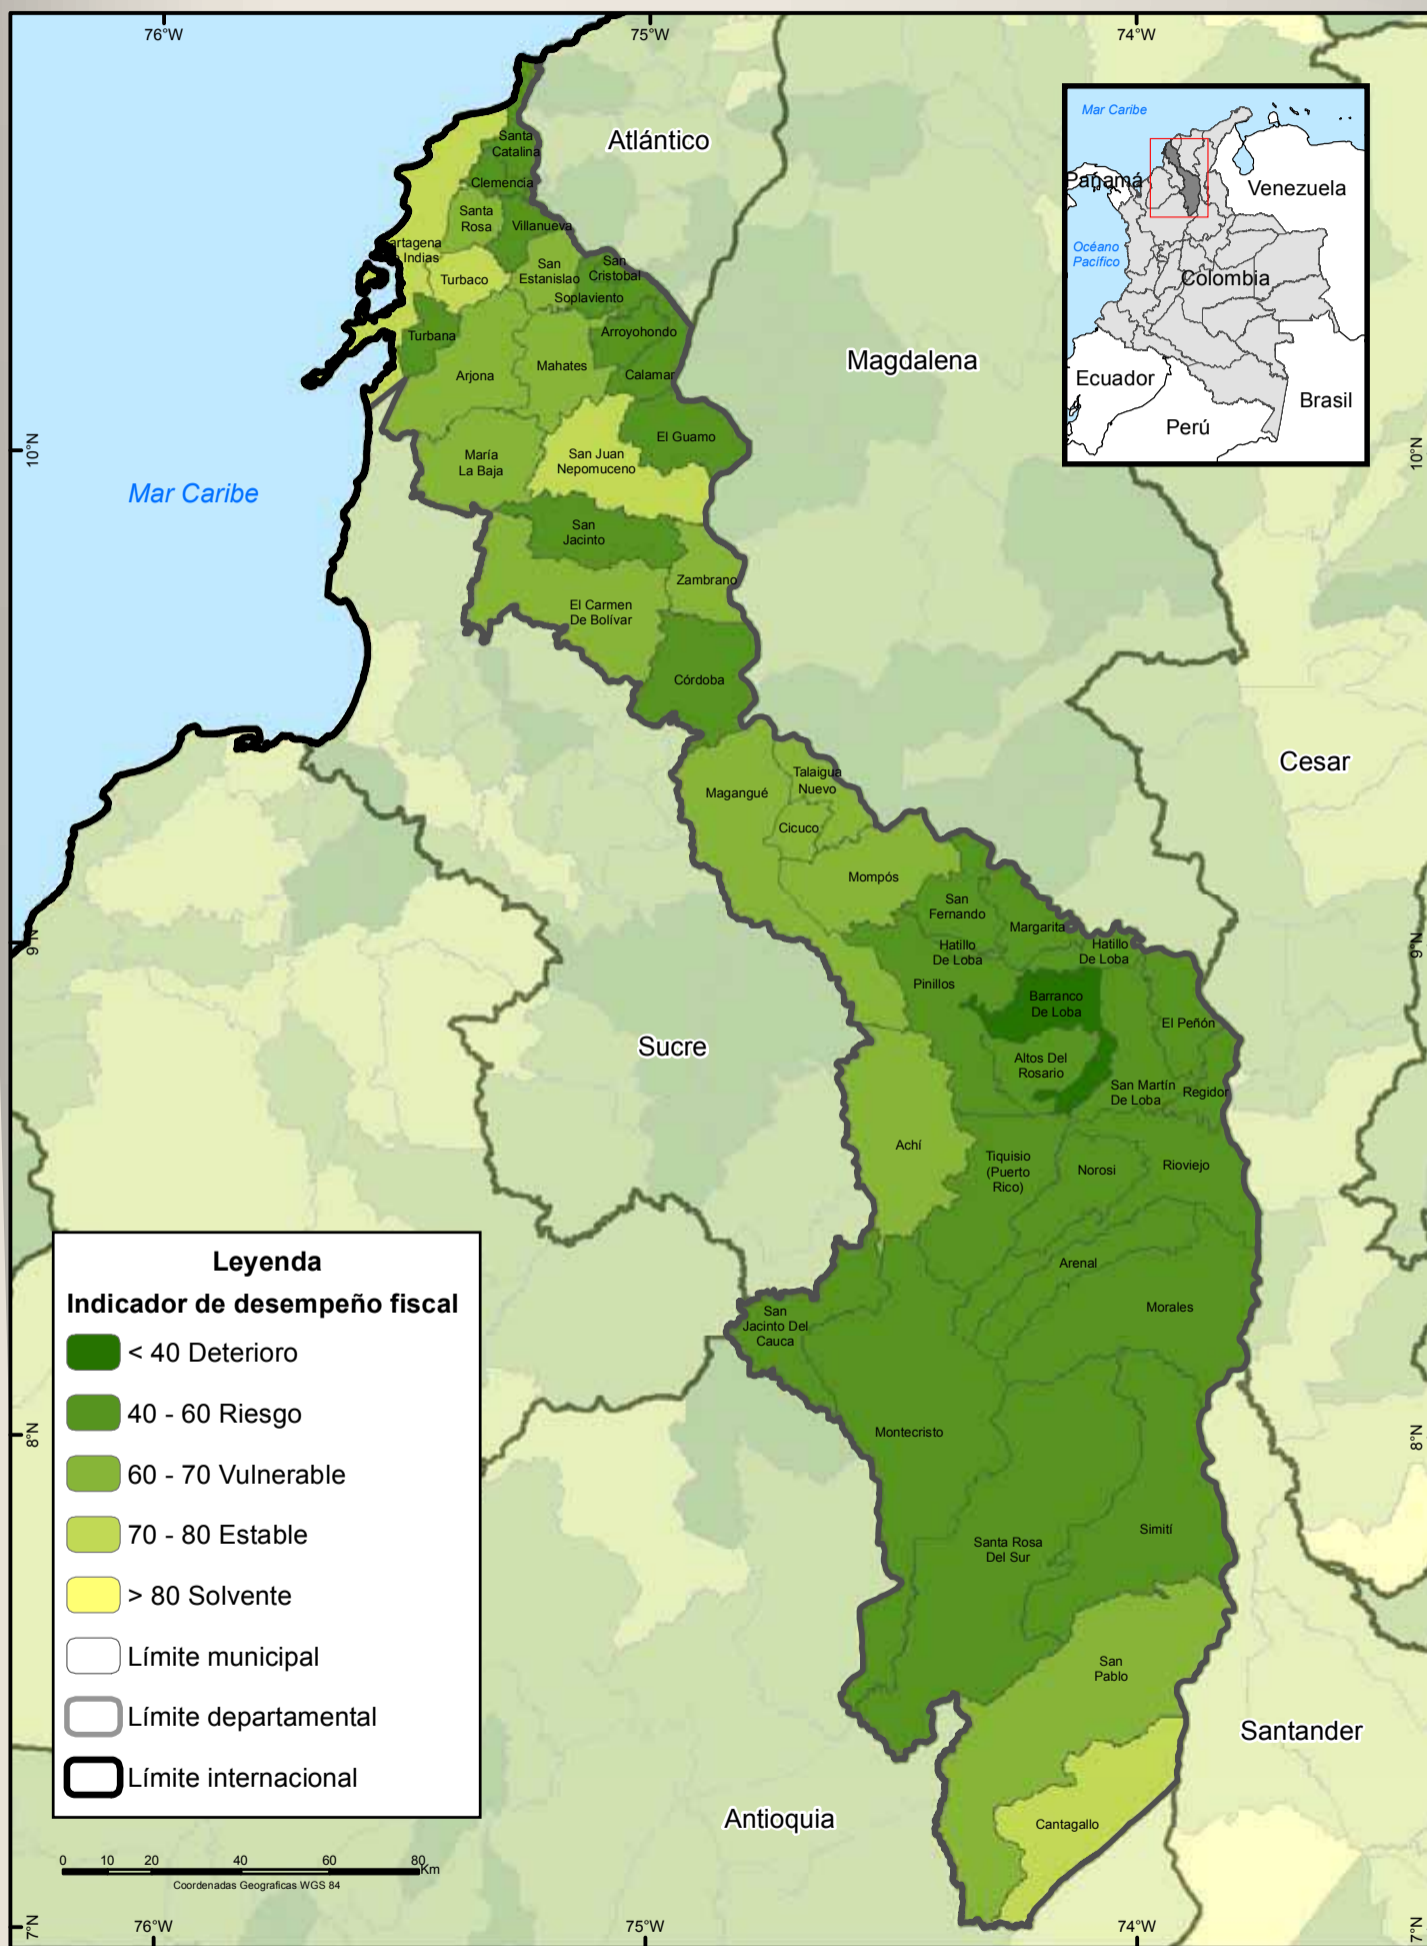 76°W
75°W
74°W
Mar Caribe
Panamá
Venezuela
Océano
Pacífico
Colombia
Ecuador
Perú
Brasil
Atlántico
Magdalena
Cesar
Sucre
Antioquia
Santander
Mar Caribe
10°N
10°N
9°N
9°N
8°N
8°N
7°N
7°N
Santa
Catalina
Clemencia
Santa
Rosa
Villanueva
artagena
Indias
Turbaco
San
Estanislao
San
Cristobal
Soplaviento
Turbana
Arroyohondo
Arjona
Mahates
Calamar
El Guamo
María
La Baja
San Juan
Nepomuceno
San
Jacinto
Zambrano
El Carmen
De Bolívar
Córdoba
Magangué
Talaigua
Nuevo
Cicuco
Mompós
San
Fernando
Margarita
Hatillo
De Loba
Hatillo
De Loba
Pinillos
Barranco
De Loba
El Peñón
Altos Del
Rosario
San Martín
De Loba
Regidor
Achí
Tiquisio
(Puerto
Rico)
Norosi
Rioviejo
Arenal
Morales
San
Jacinto Del
Cauca
Montecristo
Santa Rosa
Del Sur
Simití
San
Pablo
Cantagallo
Leyenda
Indicador de desempeño fiscal
< 40 Deterioro
40 - 60 Riesgo
60 - 70 Vulnerable
70 - 80 Estable
> 80 Solvente
Límite municipal
Límite departamental
Límite internacional
0 10 20 40 60 80
Km
Coordenadas Geograficas WGS 84
76°W
75°W
74°W